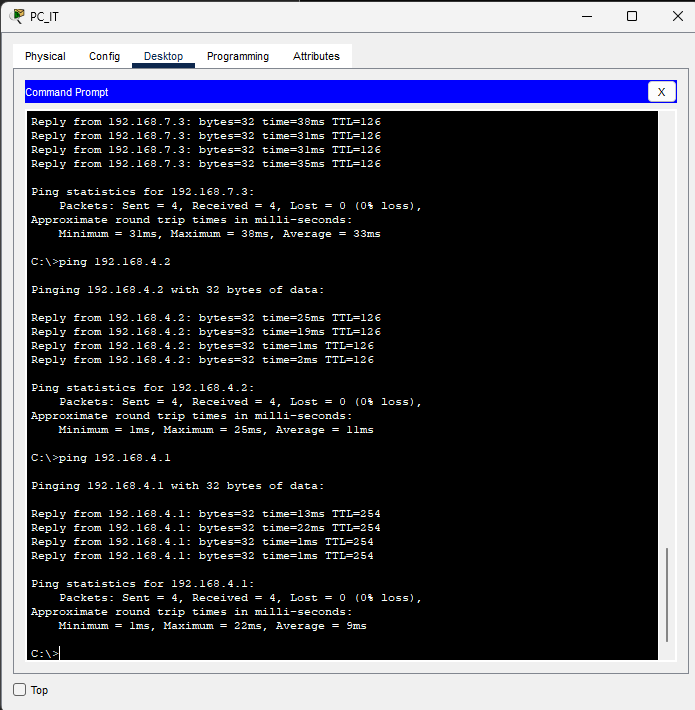 PC_IT
Physical Config Desktop Programming Attributes
Command Prompt
X
Reply from 192.168.7.3: bytes=32 time=38ms TTL=126
Reply from 192.168.7.3: bytes=32 time=31ms TTL=126
Reply from 192.168.7.3: bytes=32 time=31ms TTL=126
Reply from 192.168.7.3: bytes=32 time=35ms TTL=126
Ping statistics for 192.168.7.3:
Packets: Sent = 4, Received = 4, Lost = 0 (0% loss),
Approximate round trip times in milli-seconds:
Minimum = 31ms, Maximum = 38ms, Average = 33ms
C:\>ping 192.168.4.2
Pinging 192.168.4.2 with 32 bytes of data:
Reply from 192.168.4.2: bytes=32 time=25ms TTL=126
Reply from 192.168.4.2: bytes=32 time=19ms TTL=126
Reply from 192.168.4.2: bytes=32 time=1ms TTL=126
Reply from 192.168.4.2: bytes=32 time=2ms TTL=126
Ping statistics for 192.168.4.2:
Packets: Sent = 4, Received = 4, Lost = 0 (0% loss),
Approximate round trip times in milli-seconds:
Minimum = 1ms, Maximum = 25ms, Average = 11ms
C:\>ping 192.168.4.1
Pinging 192.168.4.1 with 32 bytes of data:
Reply from 192.168.4.1: bytes=32 time=13ms TTL=254
Reply from 192.168.4.1: bytes=32 time=22ms TTL=254
Reply from 192.168.4.1: bytes=32 time=1ms TTL=254
Reply from 192.168.4.1: bytes=32 time=1ms TTL=254
Ping statistics for 192.168.4.1:
Packets: Sent = 4, Received = 4, Lost = 0 (0% loss),
Approximate round trip times in milli-seconds:
Minimum = 1ms, Maximum = 22ms, Average = 9ms
C:\>
Top